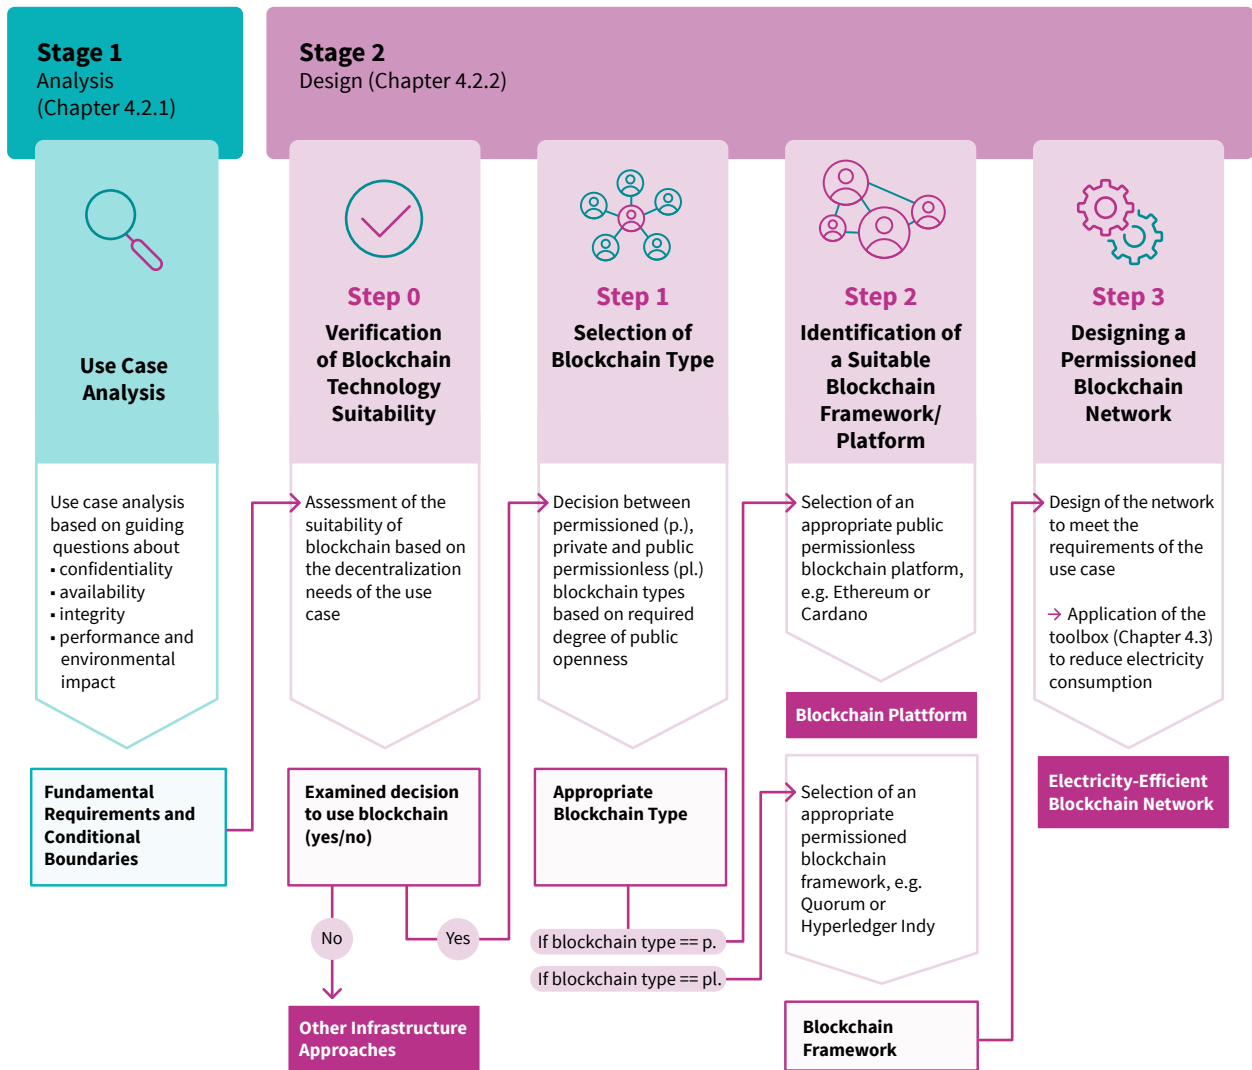 Stage 1
Analysis
(Chapter 4.2.1)
Stage 2
Design (Chapter 4.2.2)
Use Case
Analysis
Use case analysis
based on guiding
questions about
▪ confidentiality
▪ availability
▪ integrity
▪ performance and
environmental
impact
Fundamental
Requirements and
Conditional
Boundaries
Step 0
Verification
of Blockchain
Technology
Suitability
Assessment of the
suitability of
blockchain based on
the decentralization
needs of the use
case
Examined decision
to use blockchain
(yes/no)
No
Yes
Other Infrastructure
Approaches
Step 1
Selection of
Blockchain Type
Decision between
permissioned (p.),
private and public
permissionless (pl.)
blockchain types
based on required
degree of public
openness
Appropriate
Blockchain Type
If blockchain type == p.
If blockchain type == pl.
Step 2
Identification of
a Suitable
Blockchain
Framework/
Platform
Selection of an
appropriate public
permissionless
blockchain platform,
e.g. Ethereum or
Cardano
Blockchain Plattform
Selection of an
appropriate
permissioned
blockchain
framework, e.g.
Quorum or
Hyperledger Indy
Blockchain
Framework
Step 3
Designing a
Permissioned
Blockchain
Network
Design of the network
to meet the
requirements of the
use case
→ Application of the
toolbox (Chapter 4.3)
to reduce electricity
consumption
Electricity-Efficient
Blockchain Network